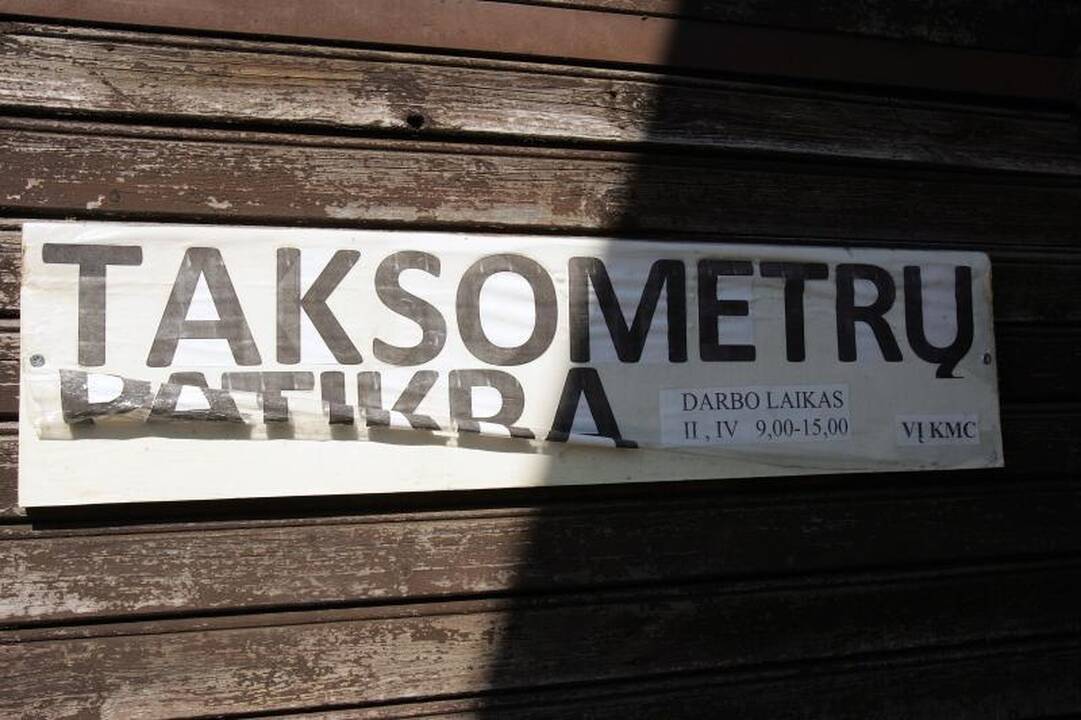 TAKSOMETRŲ
PATIKRA
DARBO LAIKAS
II , IV 9,00-15,00
VĮ KMC